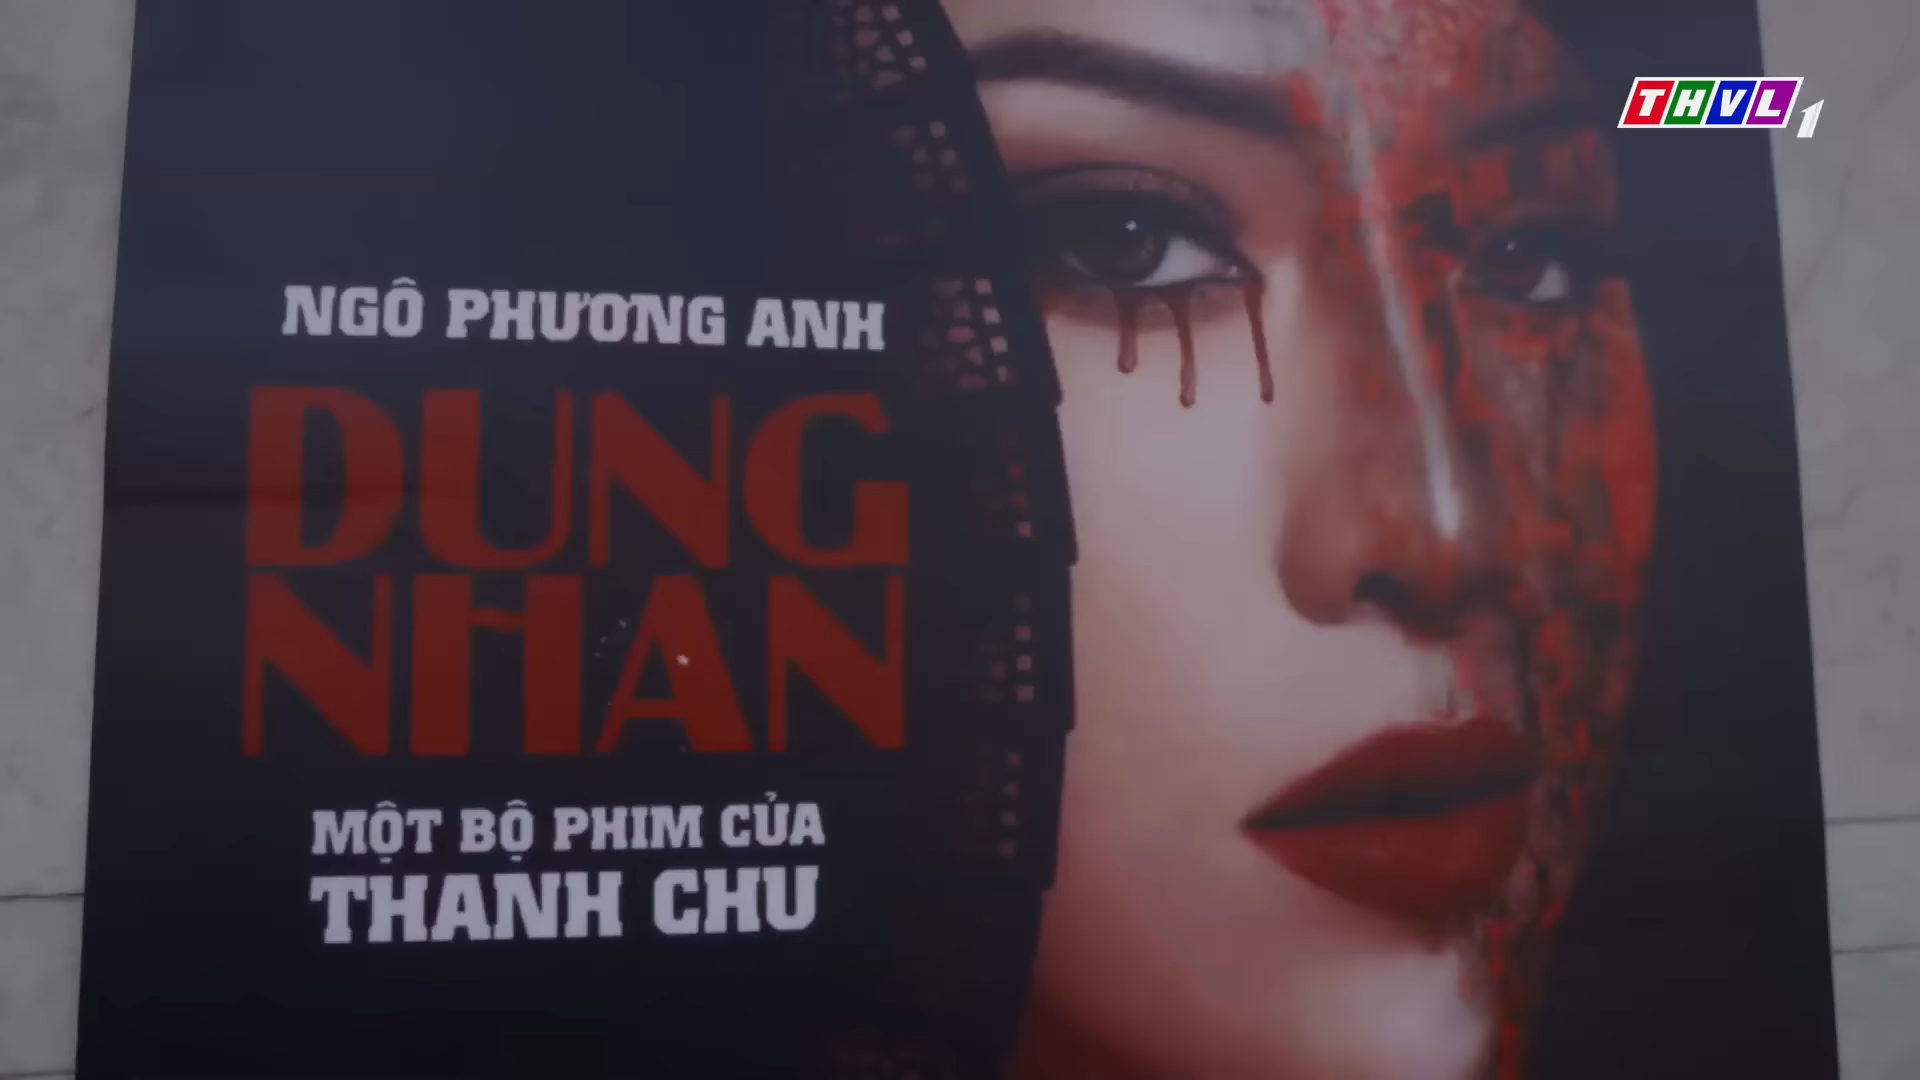 THVL1
NGÔ PHƯƠNG ANH
DUNG
NHAN
MỘT BỘ PHIM CỦA
THANH CHU